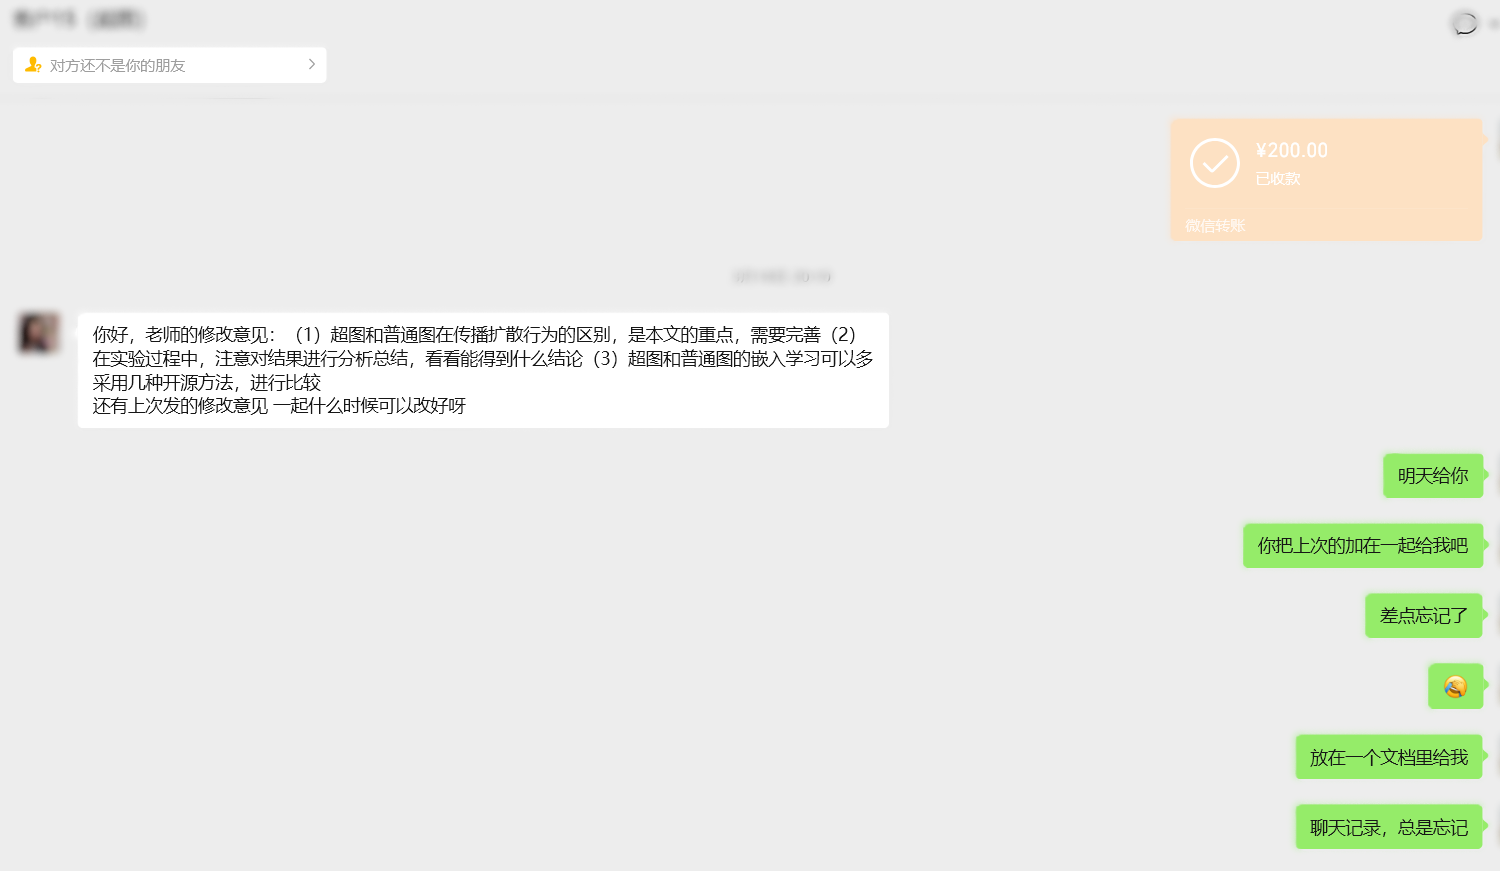 对方还不是你的朋友
¥200.00
已收款
微信转账
你好，老师的修改意见：（1）超图和普通图在传播扩散行为的区别，是本文的重点，需要完善（2）
在实验过程中，注意对结果进行分析总结，看看能得到什么结论（3）超图和普通图的嵌入学习可以多
采用几种开源方法，进行比较
还有上次发的修改意见 一起什么时候可以改好呀
明天给你
你把上次的加在一起给我吧
差点忘记了
放在一个文档里给我
聊天记录，总是忘记